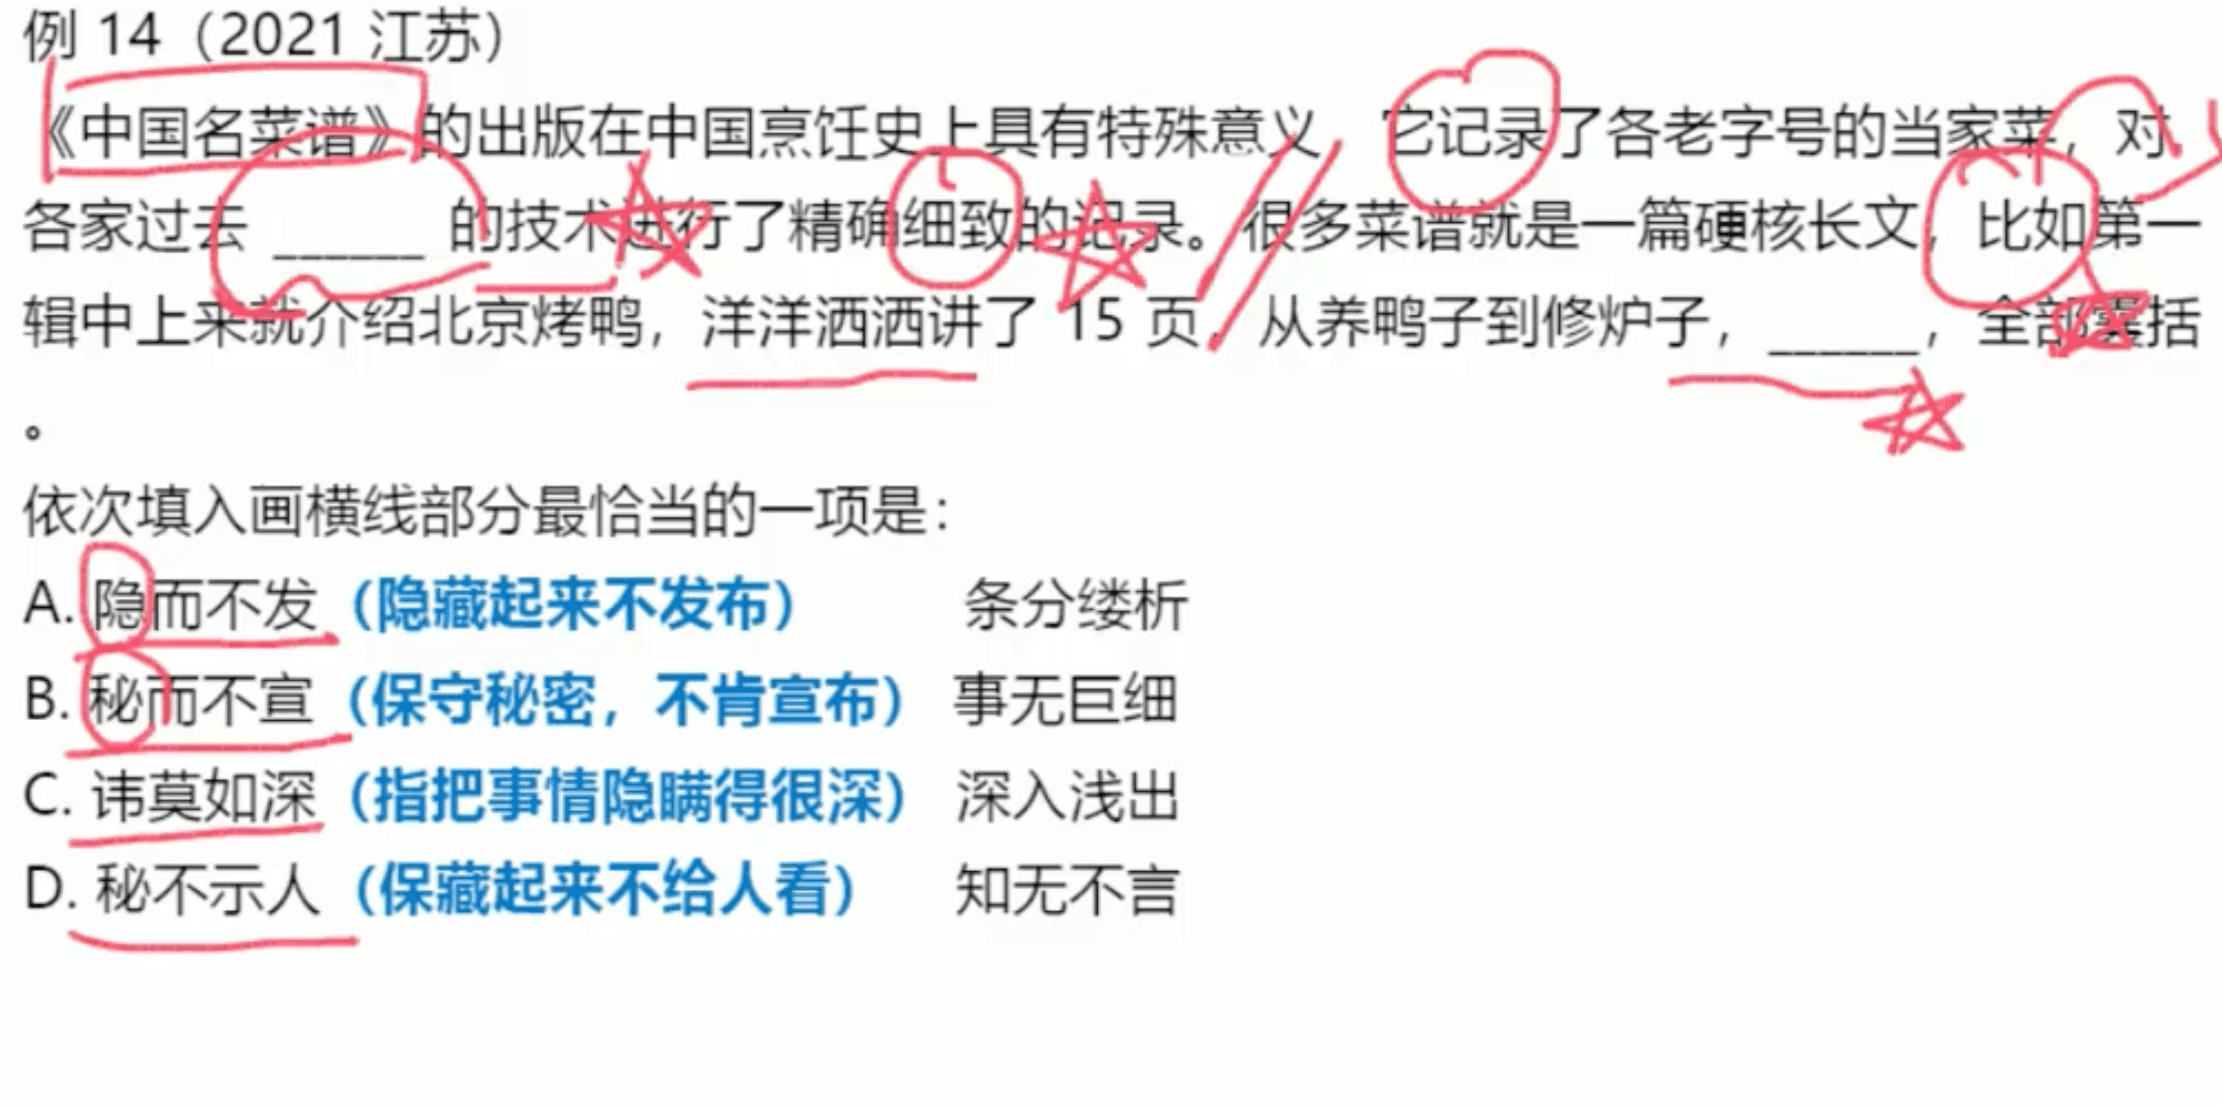 例 14（2021 江苏）
《中国名菜谱》的出版在中国烹饪史上具有特殊意义，它记录了各老字号的当家菜，对
各家过去 ______ 的技术进行了精确细致的记录。很多菜谱就是一篇硬核长文，比如第一
辑中上来就介绍北京烤鸭，洋洋洒洒讲了 15 页，从养鸭子到修炉子，______，全部囊括
。
依次填入画横线部分最恰当的一项是：
A. 隐而不发（隐藏起来不发布） 条分缕析
B. 秘而不宣（保守秘密，不肯宣布） 事无巨细
C. 讳莫如深（指把事情隐瞒得很深） 深入浅出
D. 秘不示人（保藏起来不给人看） 知无不言